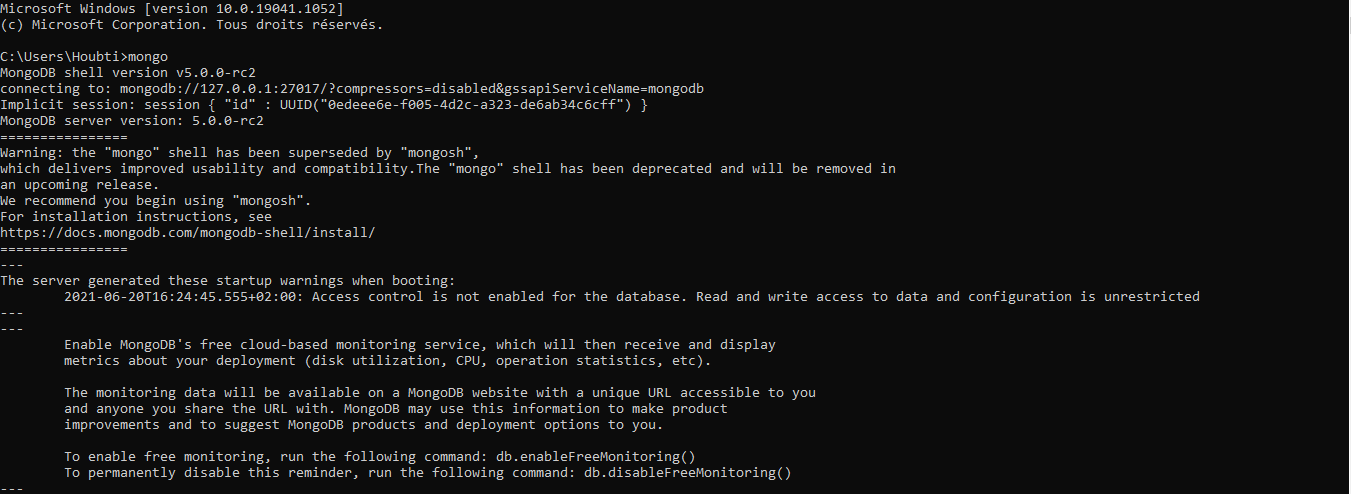 Microsoft Windows [version 10.0.19041.1052]
(c) Microsoft Corporation. Tous droits réservés.
C:\Users\Houbti>mongo
MongoDB shell version v5.0.0-rc2
connecting to: mongodb://127.0.0.1:27017/?compressors=disabled&gssapiServiceName=mongodb
Implicit session: session { "id" : UUID("0edeee6e-f005-4d2c-a323-de6ab34c6cff") }
MongoDB server version: 5.0.0-rc2
================
Warning: the "mongo" shell has been superseded by "mongosh",
which delivers improved usability and compatibility.The "mongo" shell has been deprecated and will be removed in
an upcoming release.
We recommend you begin using "mongosh".
For installation instructions, see
https://docs.mongodb.com/mongodb-shell/install/
================
---
The server generated these startup warnings when booting:
        2021-06-20T16:24:45.555+02:00: Access control is not enabled for the database. Read and write access to data and configuration is unrestricted
---
---
        Enable MongoDB's free cloud-based monitoring service, which will then receive and display
        metrics about your deployment (disk utilization, CPU, operation statistics, etc).
        The monitoring data will be available on a MongoDB website with a unique URL accessible to you
        and anyone you share the URL with. MongoDB may use this information to make product
        improvements and to suggest MongoDB products and deployment options to you.
        To enable free monitoring, run the following command: db.enableFreeMonitoring()
        To permanently disable this reminder, run the following command: db.disableFreeMonitoring()
---